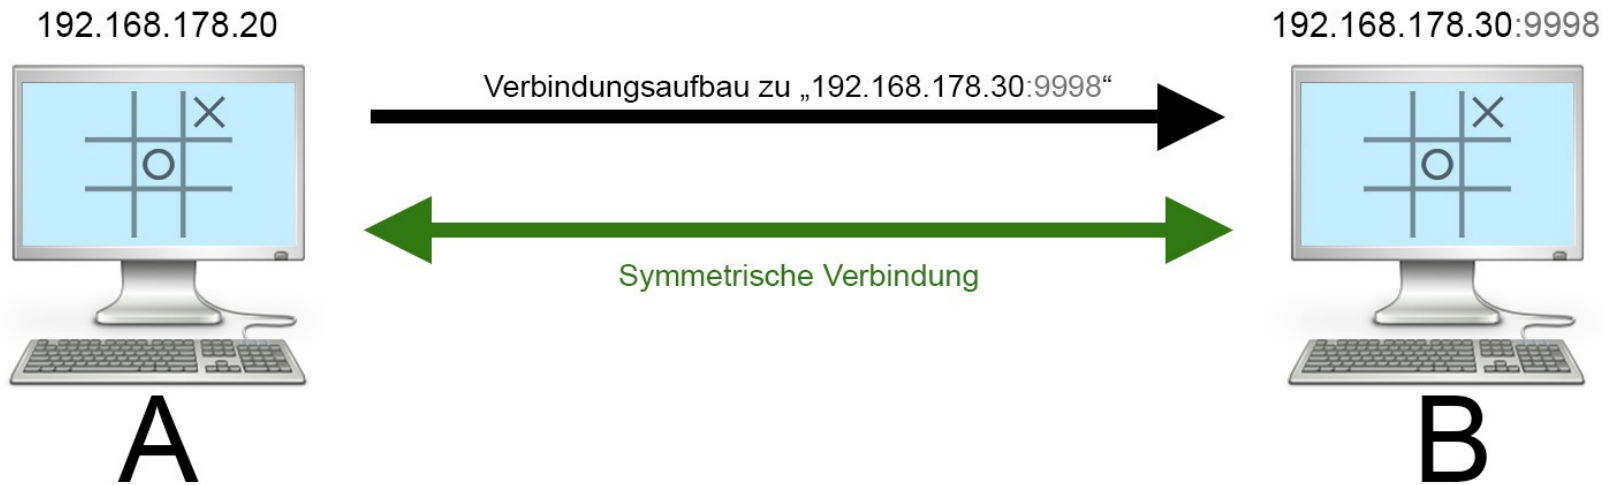 192.168.178.20
192.168.178.30:9998
Verbindungsaufbau zu „192.168.178.30:9998“
Symmetrische Verbindung
A
B